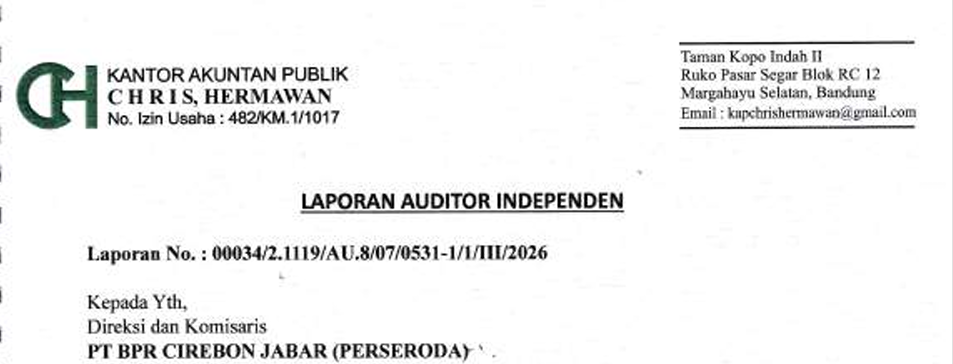 CH
KANTOR AKUNTAN PUBLIK
CHRIS, HERMAWAN
No. Izin Usaha : 482/KM.1/1017
Taman Kopo Indah II
Ruko Pasar Segar Blok RC 12
Margahayu Selatan, Bandung
Email : kapchrishermawan@gmail.com
LAPORAN AUDITOR INDEPENDEN
Laporan No. : 00034/2.1119/AU.8/07/0531-1/1/III/2026
Kepada Yth,
Direksi dan Komisaris
PT BPR CIREBON JABAR (PERSERODA)